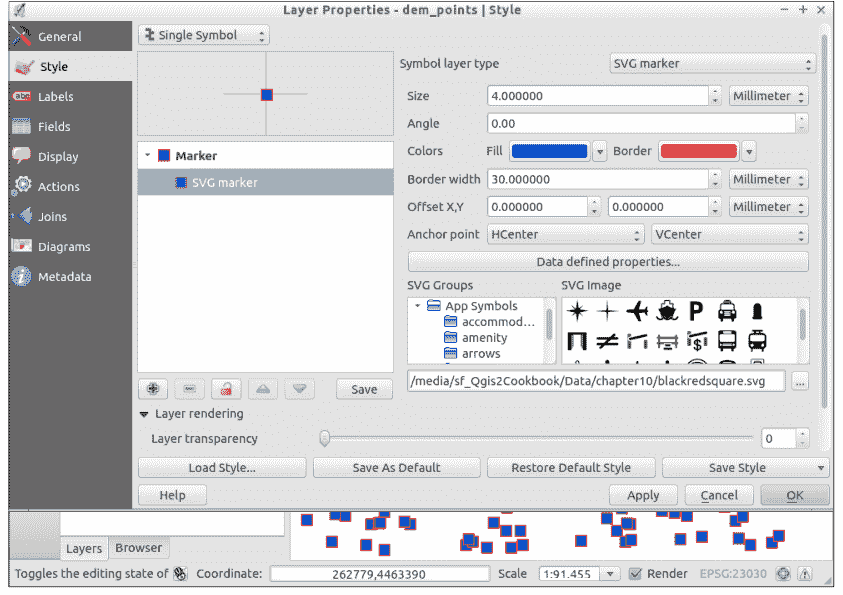 Layer Properties - dem_points | Style
General
Style
Labels
Fields
Display
Actions
Joins
Diagrams
Metadata
Single Symbol
Marker
SVG marker
Save
Symbol layer type SVG marker
Size 4.000000 Millimeter
Angle 0.00
Colors Fill Border
Border width 30.000000 Millimeter
Offset X,Y 0.000000 0.000000 Millimeter
Anchor point HCenter VCenter
Data defined properties...
SVG Groups SVG Image
App Symbols
accommod...
amenity
arrows
/media/sf_Qgis2Cookbook/Data/chapter10/blackredsquare.svg ...
Layer rendering
Layer transparency 0
Load Style... Save As Default Restore Default Style Save Style
Help Apply Cancel OK
Layers Browser
Toggles the editing state of Coordinate: 262779,4463390 Scale 1:91.455 Render EPSG:23030